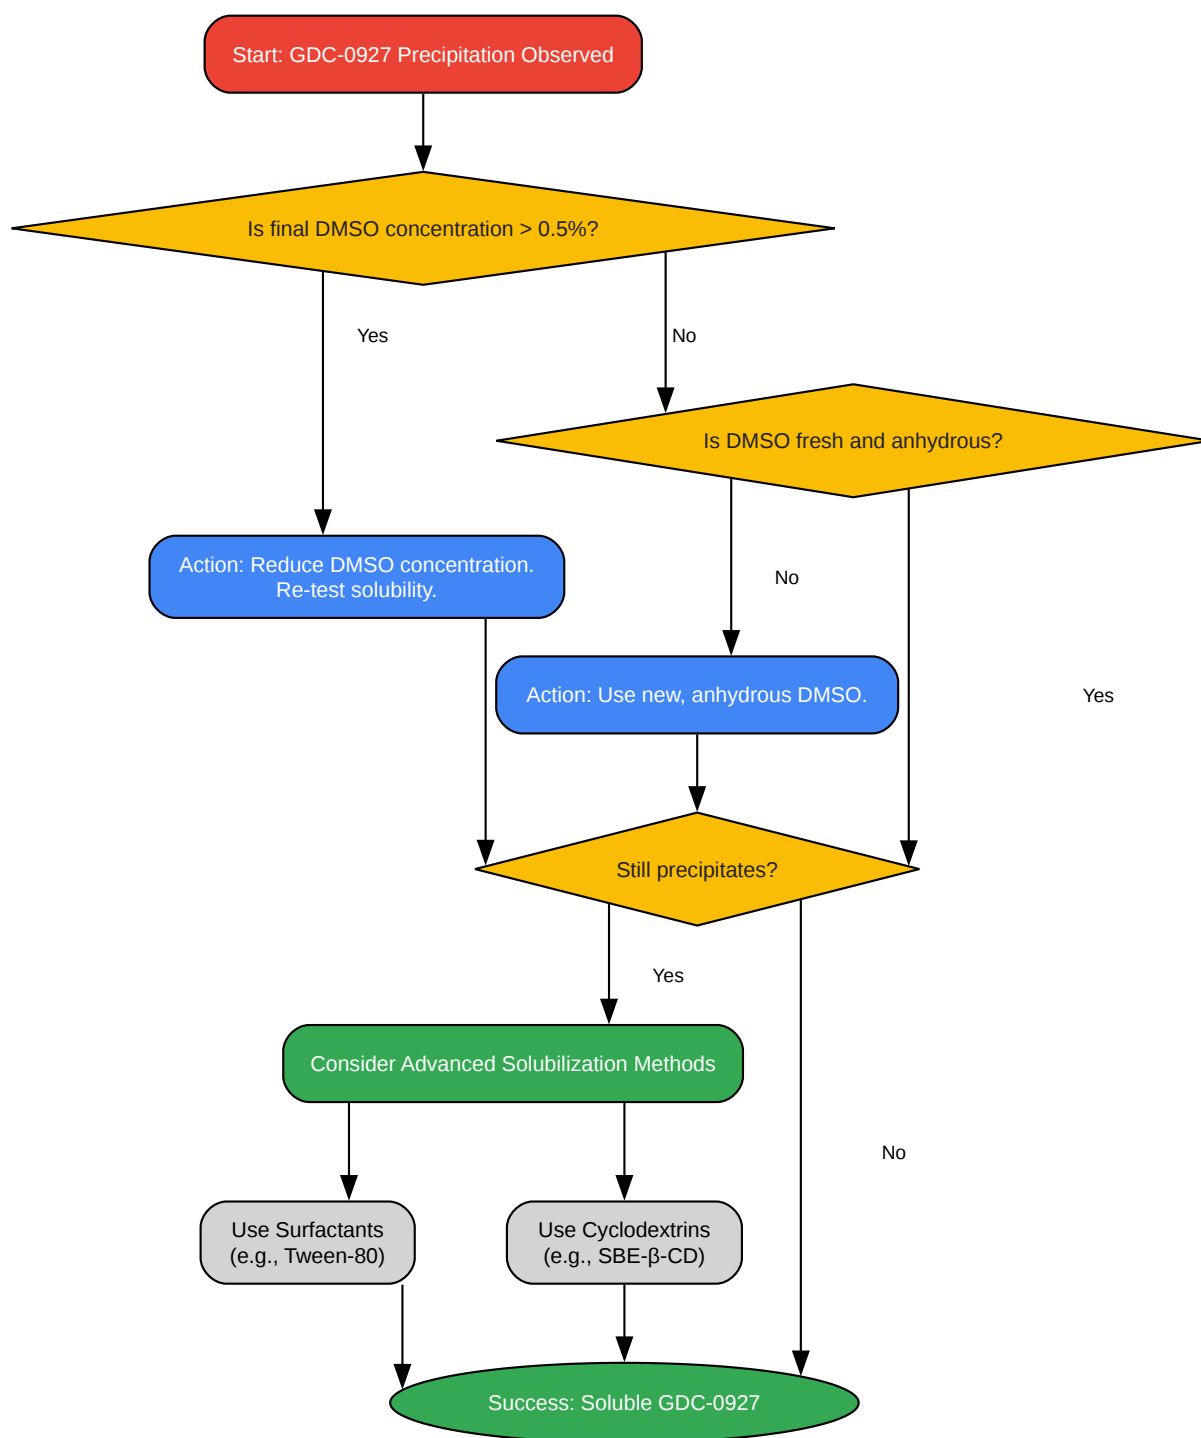 Start: GDC-0927 Precipitation Observed
Is final DMSO concentration > 0.5%?
Yes
No
Is DMSO fresh and anhydrous?
Action: Reduce DMSO concentration.
Re-test solubility.
No
Action: Use new, anhydrous DMSO.
Yes
Still precipitates?
Yes
Consider Advanced Solubilization Methods
No
Use Surfactants
(e.g., Tween-80)
Use Cyclodextrins
(e.g., SBE-β-CD)
Success: Soluble GDC-0927